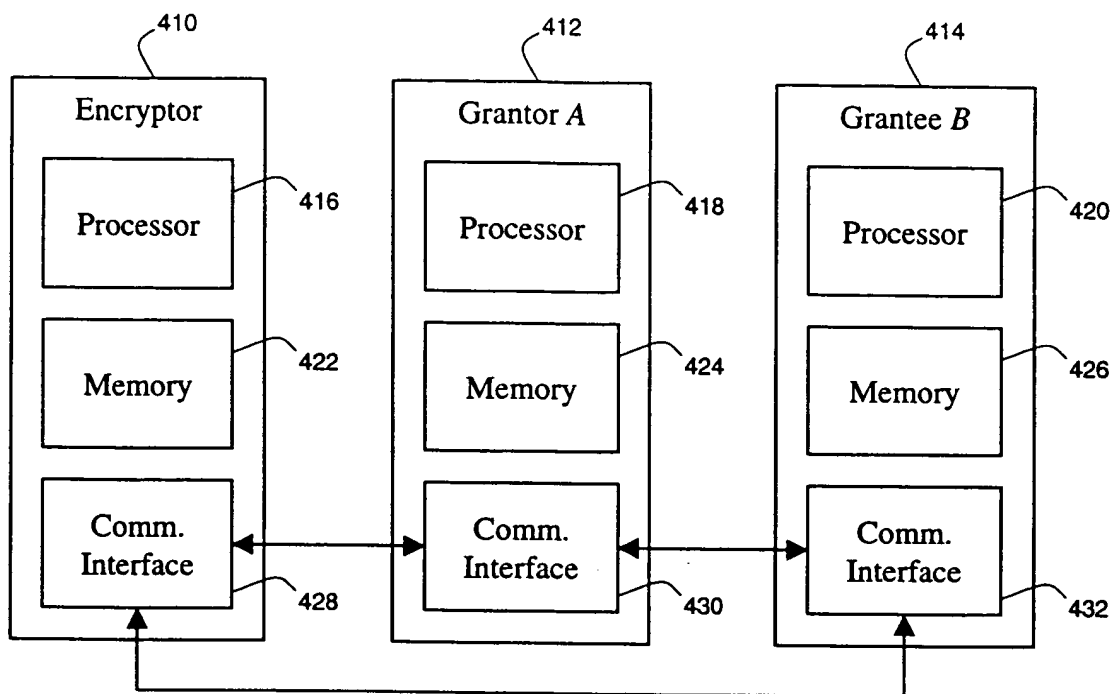 410
412
414
Encryptor
Grantor A
Grantee B
Processor
416
Processor
418
Processor
420
Memory
422
Memory
424
Memory
426
Comm.
Interface
428
Comm.
Interface
430
Comm.
Interface
432